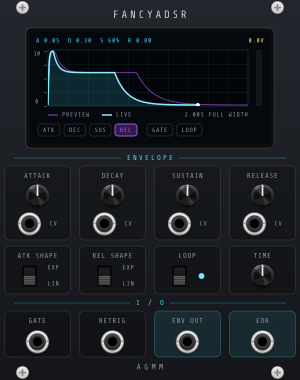 FANCYADSR
A 0.05 D 0.30 S 60% R 0.80 0.0V
10
0
PREVIEW LIVE 2.00S FULL WIDTH
ATK DEC SUS REL GATE LOOP
ENVELOPE
ATTACK DECAY SUSTAIN RELEASE
CV CV CV CV
ATK SHAPE REL SHAPE LOOP TIME
EXP EXP
LIN LIN
I / O
GATE RETRIG ENV OUT EOR
AGMM